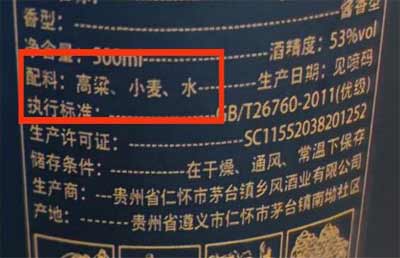 香型：-----------------酱香型
净含量：500ml---------酒精度：53%vol
配料：高粱、小麦、水------生产日期：见喷码
执行标准：-----------GB/T26760-2011(优级)
生产许可证：-----------SC11552038201252
储存条件：------在干燥、通风、常温下保存
生产商：---贵州省仁怀市茅台镇乡风酒业有限公司
产地：-----贵州省遵义市仁怀市茅台镇南坳社区